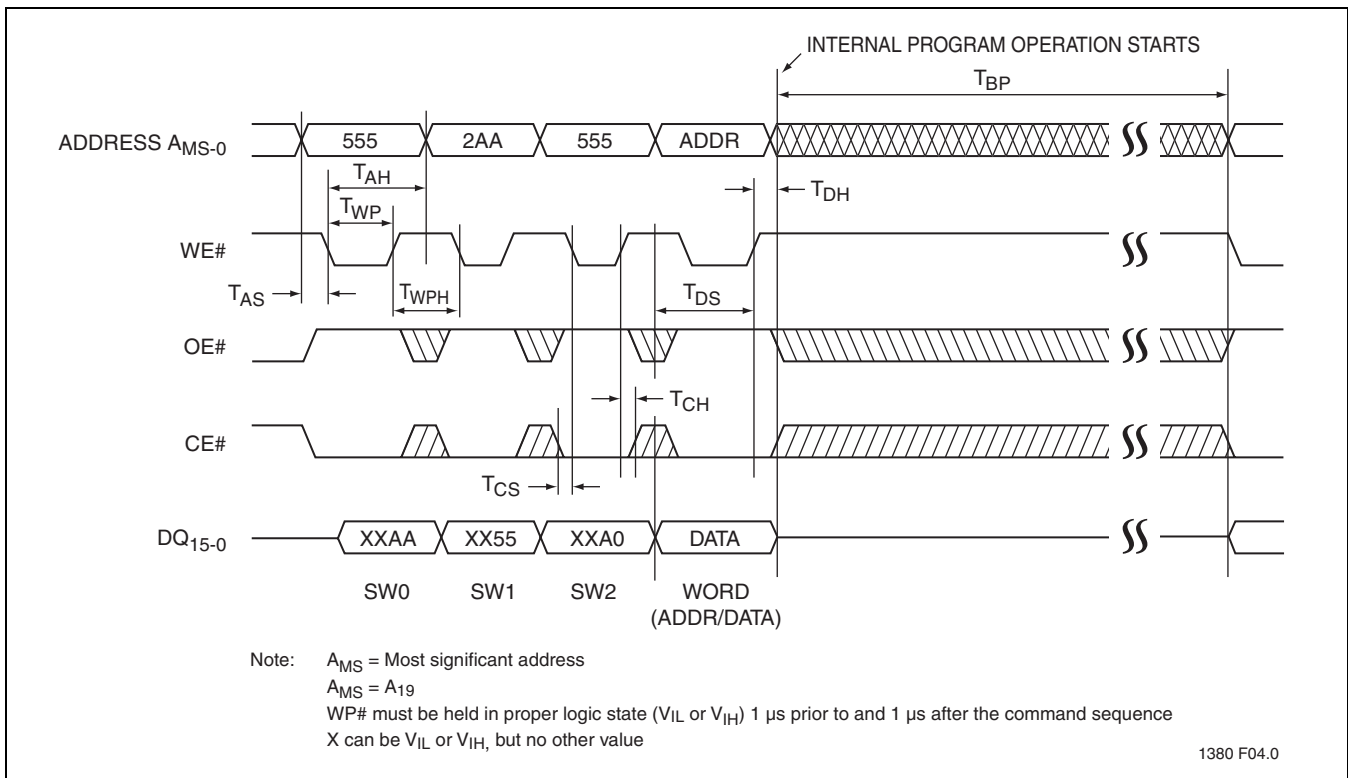 INTERNAL PROGRAM OPERATION STARTS
TBP
ADDRESS AMS-0
555
2AA
555
ADDR
TAH
TDH
TWP
WE#
TAS
TWPH
TDS
OE#
TCH
CE#
TCS
DQ15-0
XXAA
XX55
XXA0
DATA
SW0
SW1
SW2
WORD
(ADDR/DATA)
Note: AMS = Most significant address
AMS = A19
WP# must be held in proper logic state (VIL or VIH) 1 µs prior to and 1 µs after the command sequence
X can be VIL or VIH, but no other value
1380 F04.0